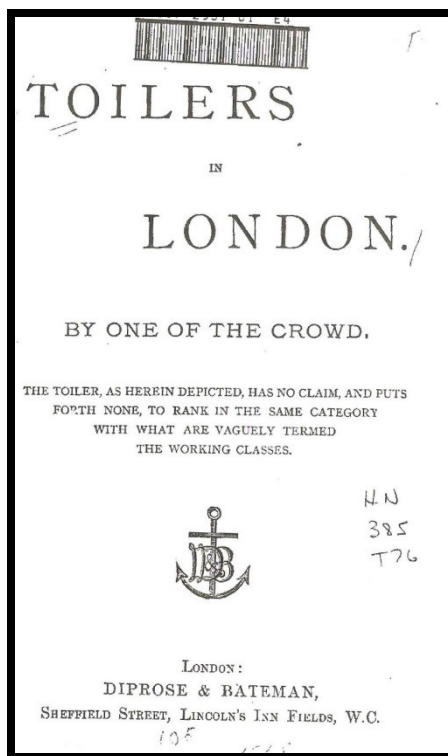 TOILERS
IN
LONDON.
BY ONE OF THE CROWD.
THE TOILER, AS HEREIN DEPICTED, HAS NO CLAIM, AND PUTS
FORTH NONE, TO RANK IN THE SAME CATEGORY
WITH WHAT ARE VAGUELY TERMED
THE WORKING CLASSES.
HN
385
T76
D&B
LONDON:
DIPROSE & BATEMAN,
SHEFFIELD STREET, LINCOLN'S INN FIELDS, W.C.